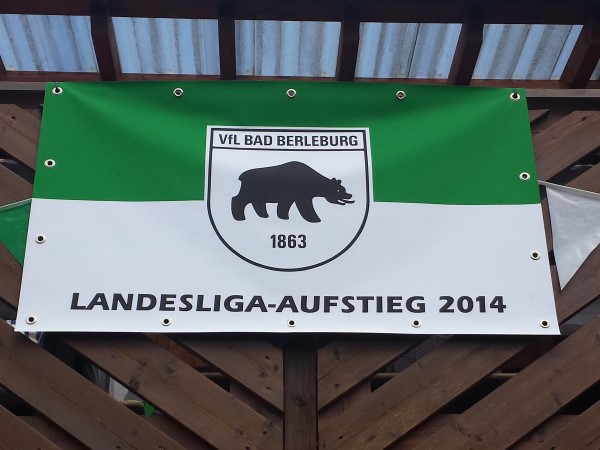 VfL BAD BERLEBURG
1863
LANDESLIGA-AUFSTIEG 2014